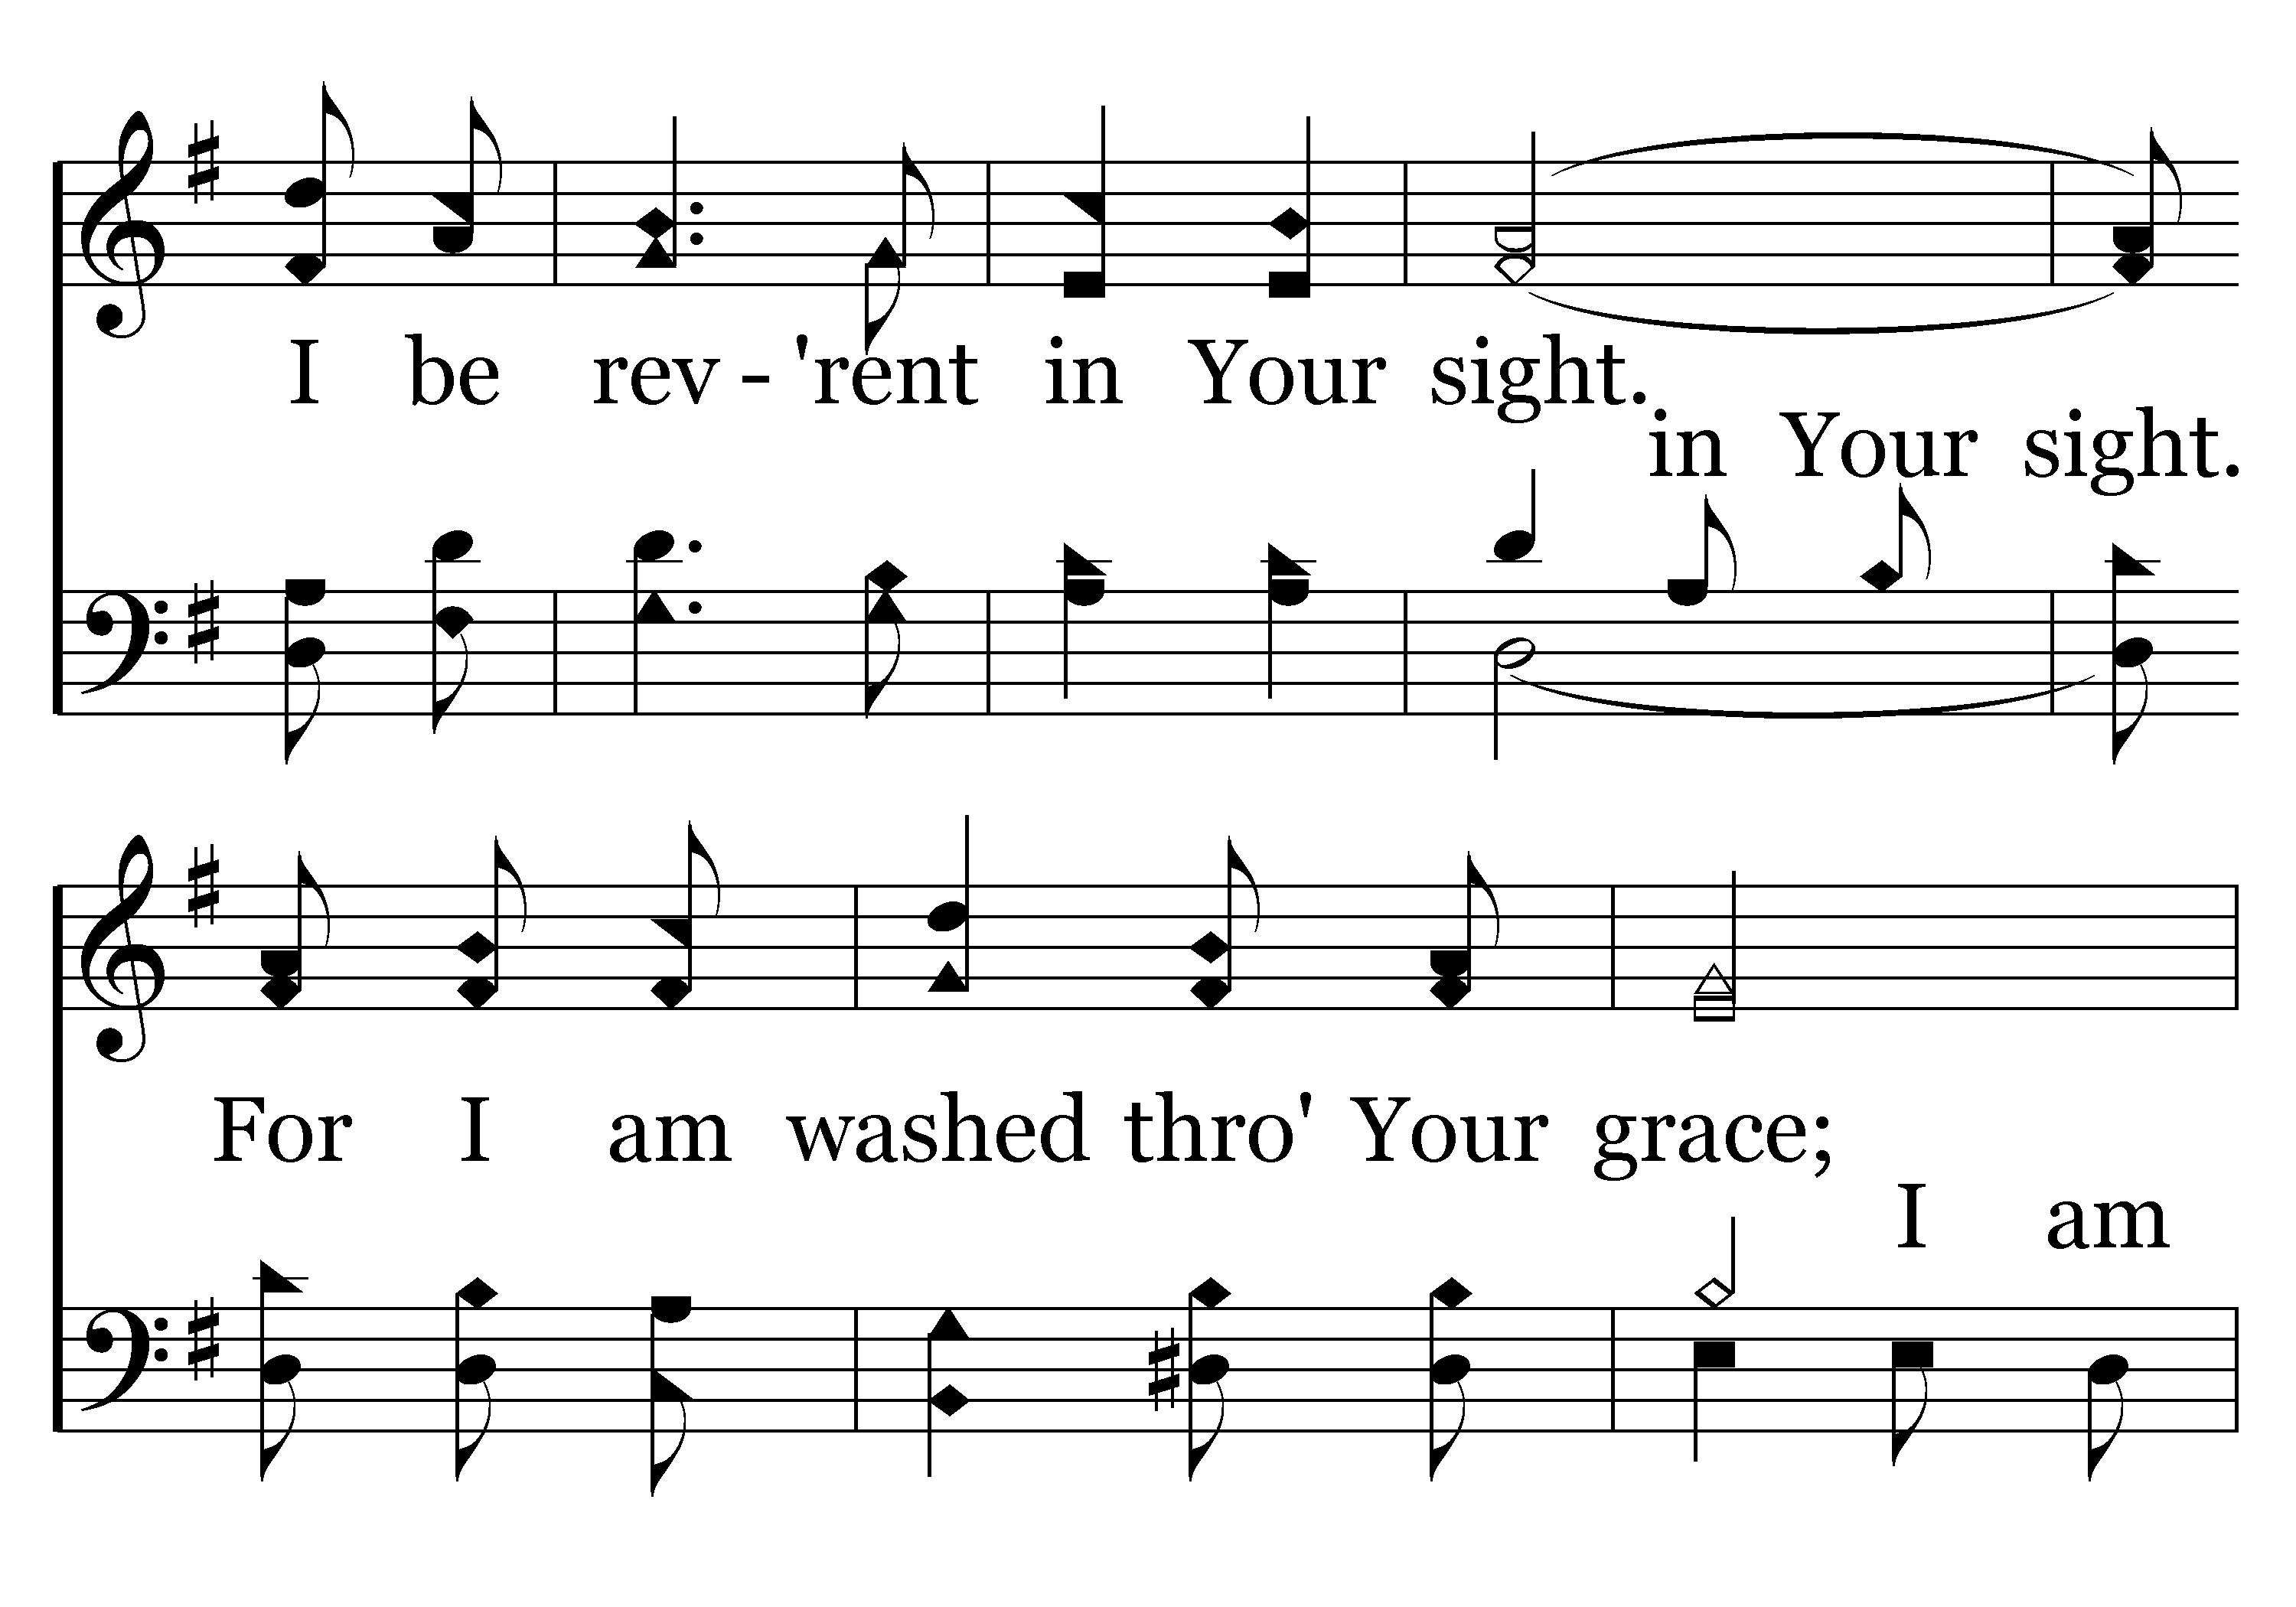 I be rev - 'rent in Your sight.
in Your sight.
For I am washed thro' Your grace;
I am